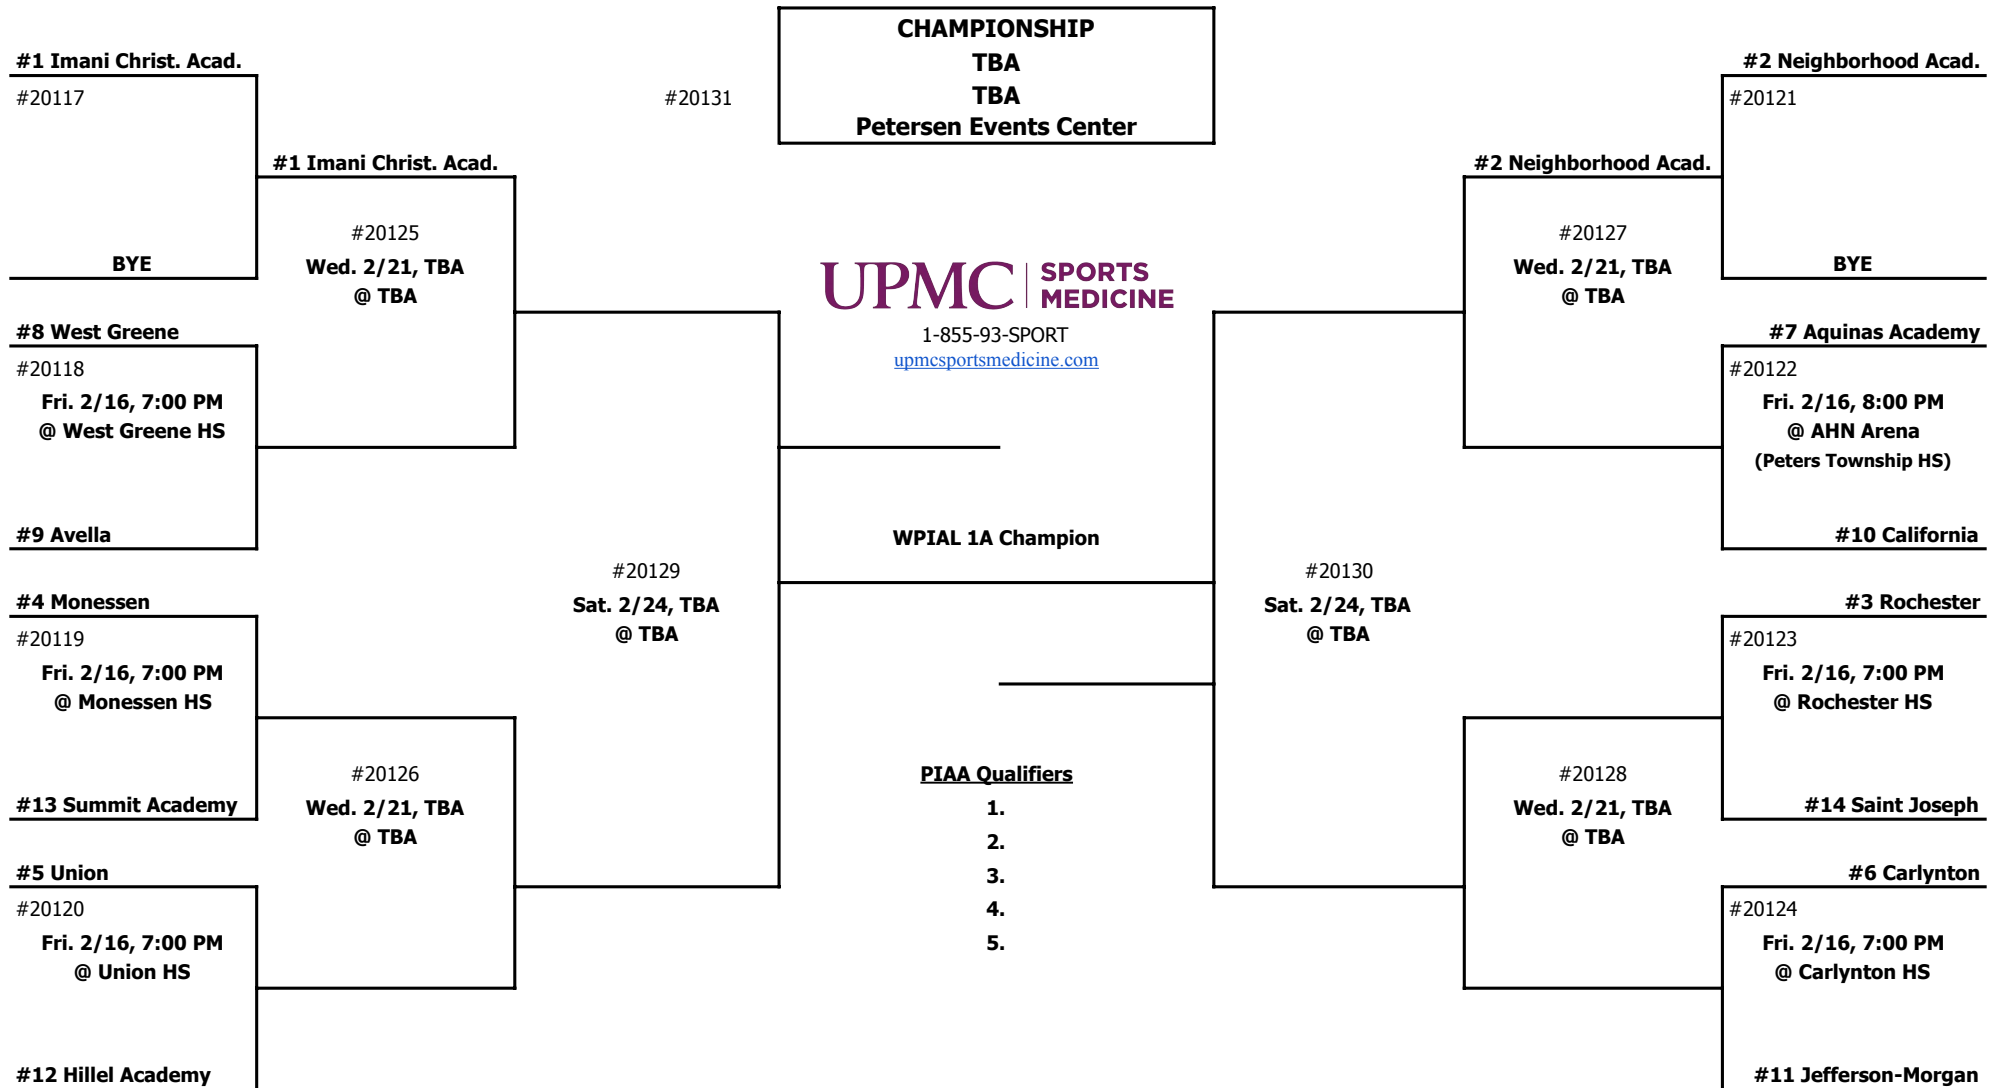 #1 Imani Christ. Acad.
#20117
BYE
#8 West Greene
#20118
Fri. 2/16, 7:00 PM
@ West Greene HS
#9 Avella
#4 Monessen
#20119
Fri. 2/16, 7:00 PM
@ Monessen HS
#13 Summit Academy
#5 Union
#20120
Fri. 2/16, 7:00 PM
@ Union HS
#12 Hillel Academy
#1 Imani Christ. Acad.
#20125
Wed. 2/21, TBA
@ TBA
#20126
Wed. 2/21, TBA
@ TBA
#20129
Sat. 2/24, TBA
@ TBA
#20131
CHAMPIONSHIP
TBA
TBA
Petersen Events Center
UPMC SPORTS
MEDICINE
1-855-93-SPORT
upmcsportsmedicine.com
WPIAL 1A Champion
PIAA Qualifiers
1.
2.
3.
4.
5.
#20130
Sat. 2/24, TBA
@ TBA
#2 Neighborhood Acad.
#20127
Wed. 2/21, TBA
@ TBA
#20128
Wed. 2/21, TBA
@ TBA
#2 Neighborhood Acad.
#20121
BYE
#7 Aquinas Academy
#20122
Fri. 2/16, 8:00 PM
@ AHN Arena
(Peters Township HS)
#10 California
#3 Rochester
#20123
Fri. 2/16, 7:00 PM
@ Rochester HS
#14 Saint Joseph
#6 Carlynton
#20124
Fri. 2/16, 7:00 PM
@ Carlynton HS
#11 Jefferson-Morgan